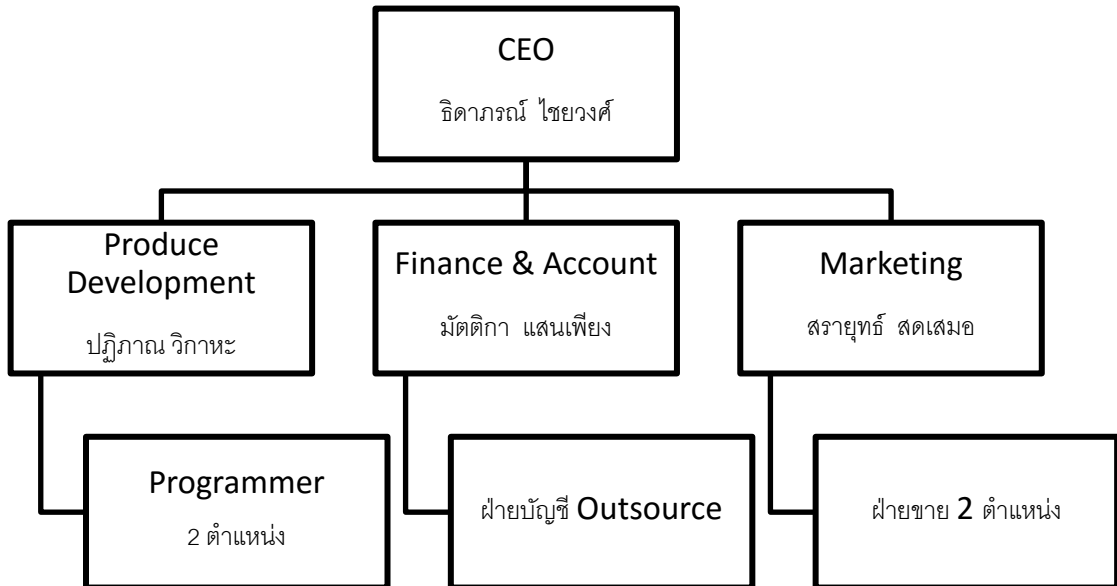 CEO
ธิดาภรณ์ ไชยวงศ์
Produce
Development
ปฏิภาณ วิกาหะ
Finance & Account
มัตติกา แสนเพียง
Marketing
สรายุทธ์ สดเสมอ
Programmer
2 ตำแหน่ง
ฝ่ายบัญชี Outsource
ฝ่ายขาย 2 ตำแหน่ง